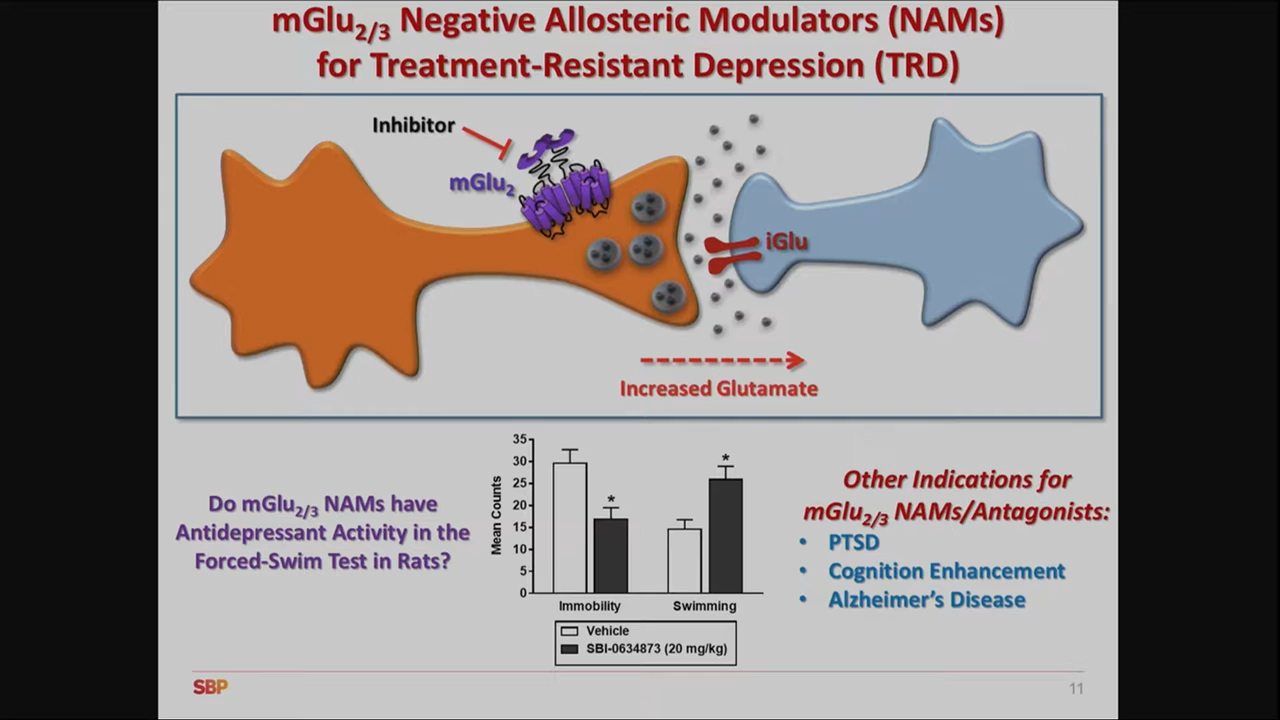 mGlu2/3 Negative Allosteric Modulators (NAMs)
for Treatment-Resistant Depression (TRD)
Inhibitor
mGlu2
iGlu
Increased Glutamate
Do mGlu2/3 NAMs have
Antidepressant Activity in the
Forced-Swim Test in Rats?
Mean Counts
35
30
25
20
15
10
5
0
*
*
Immobility
Swimming
Vehicle
SBI-0634873 (20 mg/kg)
Other Indications for
mGlu2/3 NAMs/Antagonists:
• PTSD
• Cognition Enhancement
• Alzheimer's Disease
SBP
11